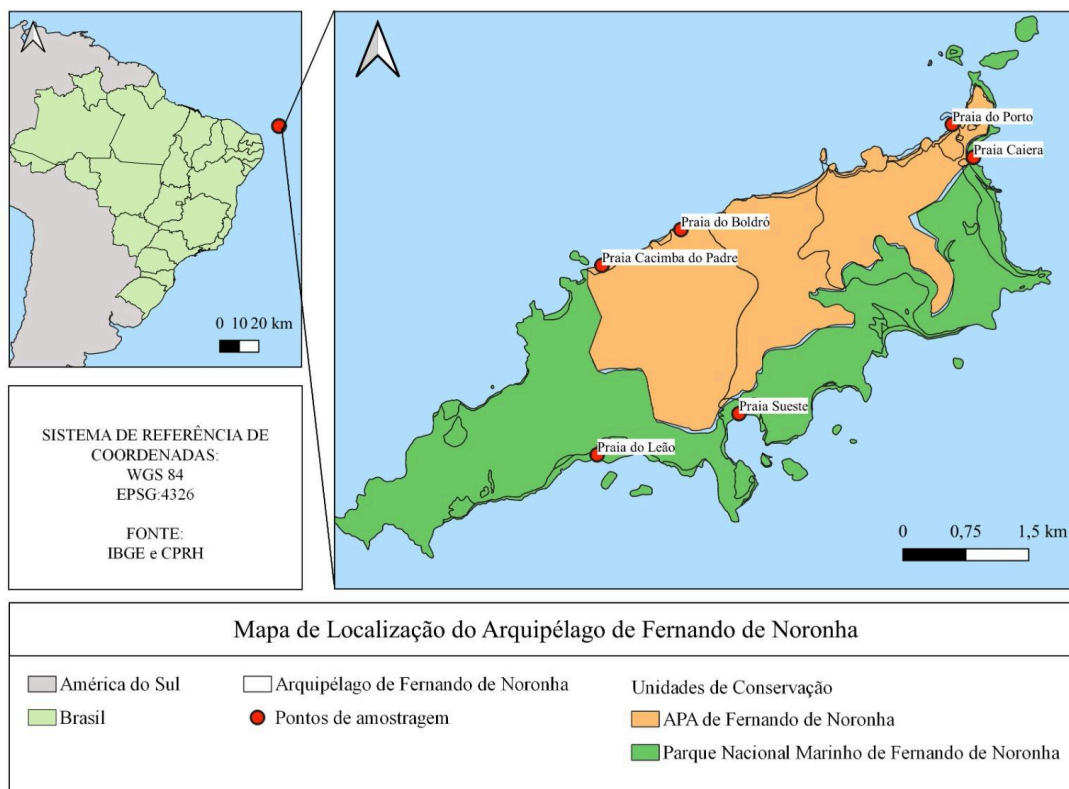 0 10 20 km
SISTEMA DE REFERÊNCIA DE
COORDENADAS:
WGS 84
EPSG:4326
FONTE:
IBGE e CPRH
Praia do Porto
Praia Caiera
Praia do Boldró
Praia Cacimba do Padre
Praia Sueste
Praia do Leão
0 0,75 1,5 km
Mapa de Localização do Arquipélago de Fernando de Noronha
América do Sul
Brasil
Arquipélago de Fernando de Noronha
Pontos de amostragem
Unidades de Conservação
APA de Fernando de Noronha
Parque Nacional Marinho de Fernando de Noronha